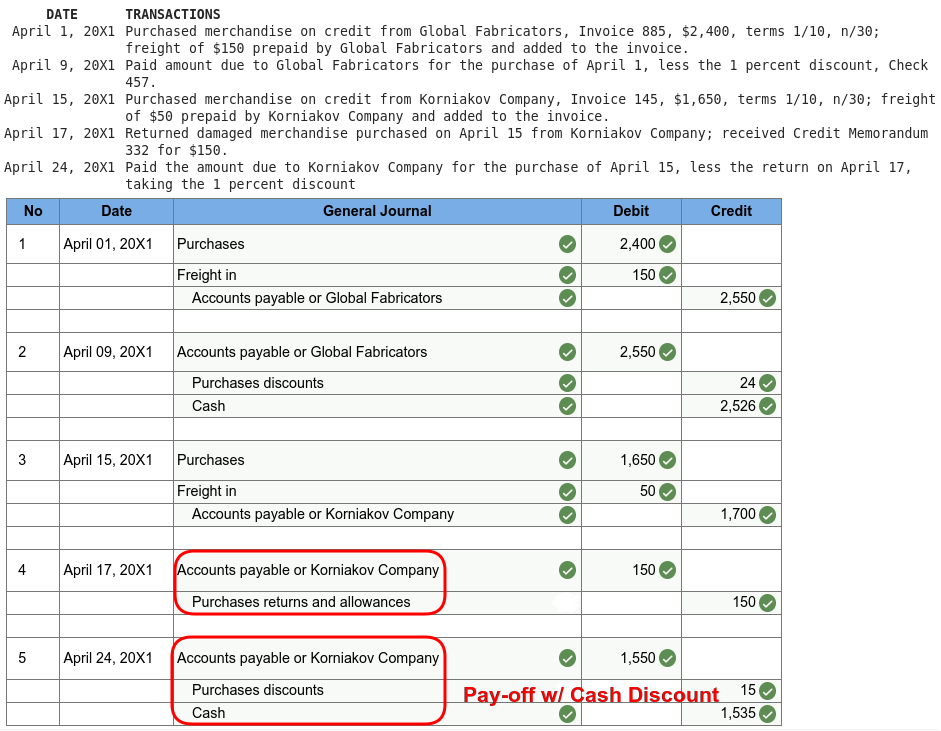 DATE TRANSACTIONS
April 1, 20X1 Purchased merchandise on credit from Global Fabricators, Invoice 885, $2,400, terms 1/10, n/30;
freight of $150 prepaid by Global Fabricators and added to the invoice.
April 9, 20X1 Paid amount due to Global Fabricators for the purchase of April 1, less the 1 percent discount, Check
457.
April 15, 20X1 Purchased merchandise on credit from Korniakov Company, Invoice 145, $1,650, terms 1/10, n/30; freight
of $50 prepaid by Korniakov Company and added to the invoice.
April 17, 20X1 Returned damaged merchandise purchased on April 15 from Korniakov Company; received Credit Memorandum
332 for $150.
April 24, 20X1 Paid the amount due to Korniakov Company for the purchase of April 15, less the return on April 17,
taking the 1 percent discount
No Date General Journal Debit Credit
1 April 01, 20X1 Purchases 2,400
Freight in 150
Accounts payable or Global Fabricators 2,550
2 April 09, 20X1 Accounts payable or Global Fabricators 2,550
Purchases discounts 24
Cash 2,526
3 April 15, 20X1 Purchases 1,650
Freight in 50
Accounts payable or Korniakov Company 1,700
4 April 17, 20X1 Accounts payable or Korniakov Company 150
Purchases returns and allowances 150
5 April 24, 20X1 Accounts payable or Korniakov Company 1,550
Purchases discounts Pay-off w/ Cash Discount 15
Cash 1,535